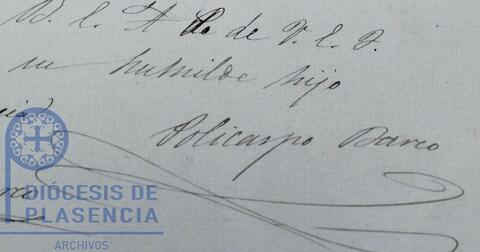 B. L. A. de V. E. I.
su humilde hijo
Policarpo Barco
DIÓCESIS DE
PLASENCIA
ARCHIVOS